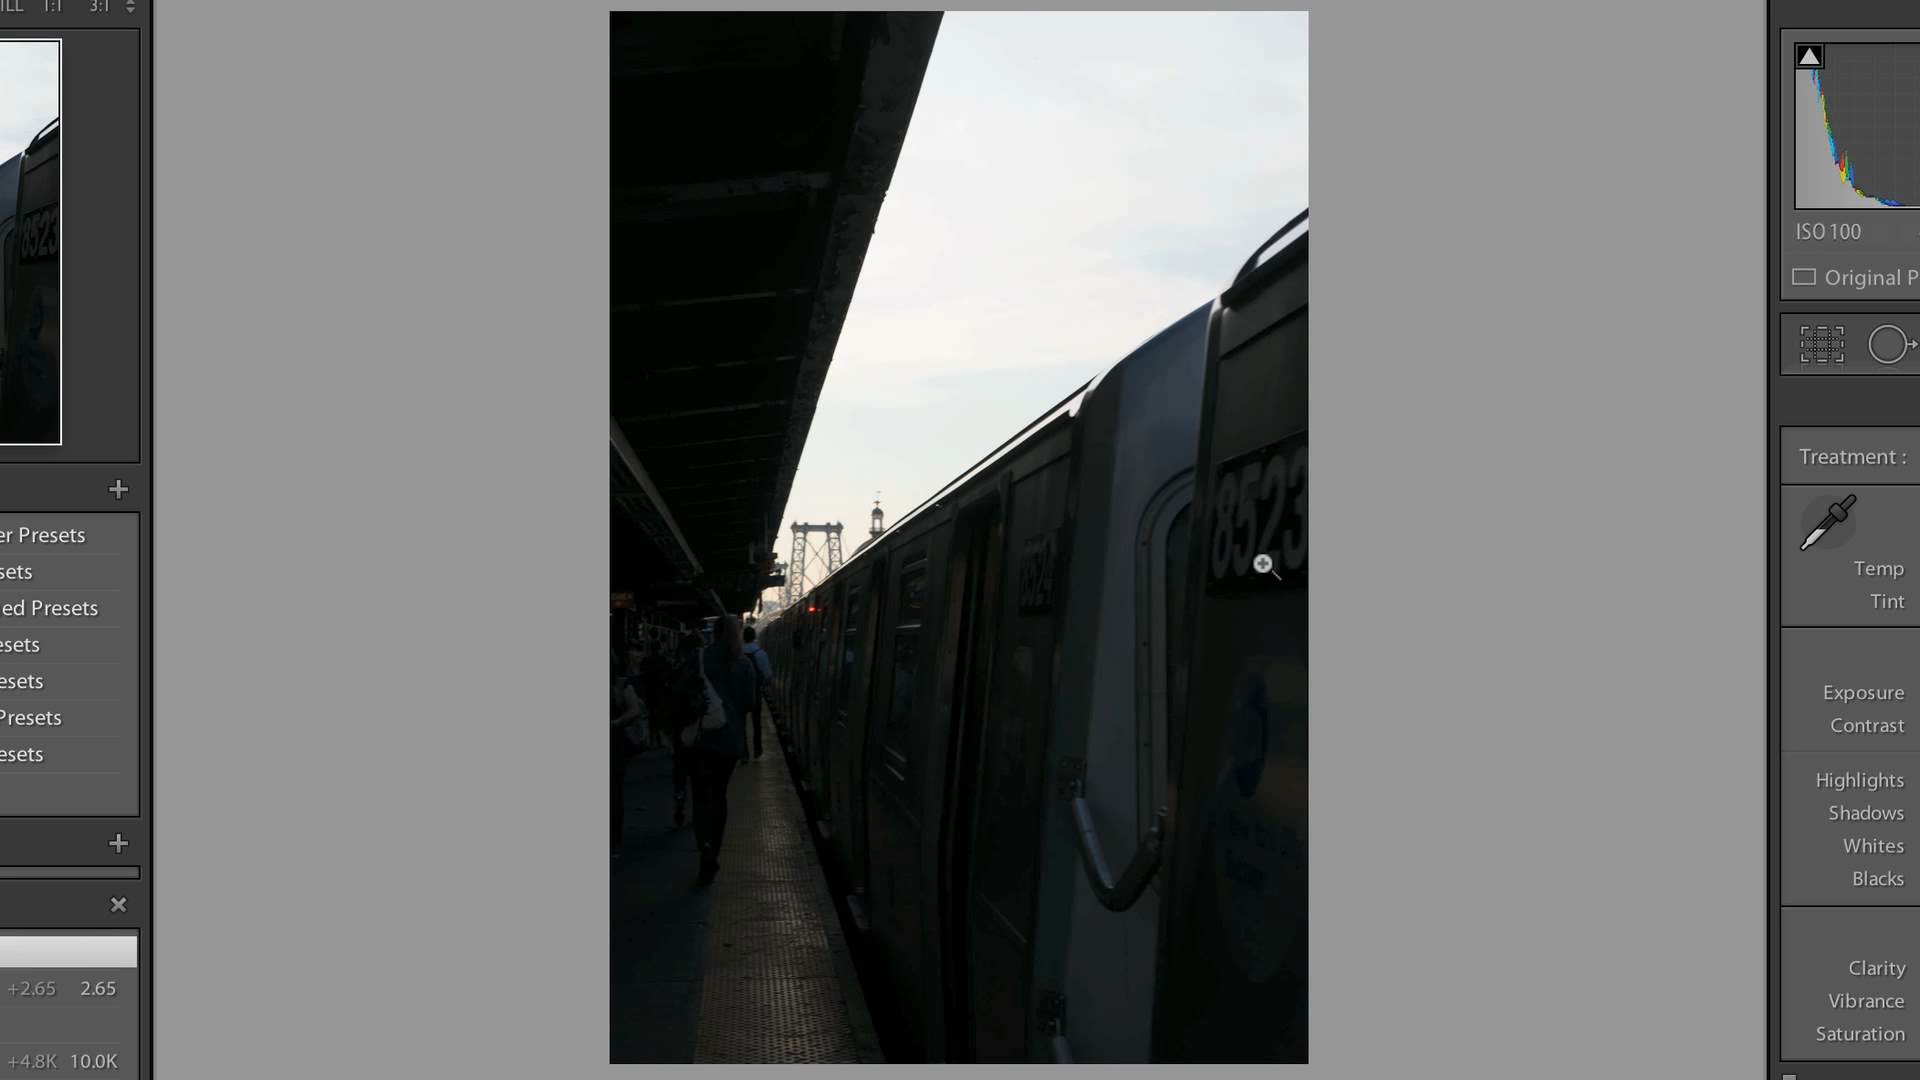 ILL 1:1 3:1
8523
ISO 100
Original P
Treatment :
er Presets
sets
ed Presets
esets
esets
Presets
esets
8523
8524
Temp
Tint
Exposure
Contrast
Highlights
Shadows
Whites
Blacks
+2.65 2.65
Clarity
Vibrance
Saturation
+4.8K 10.0K